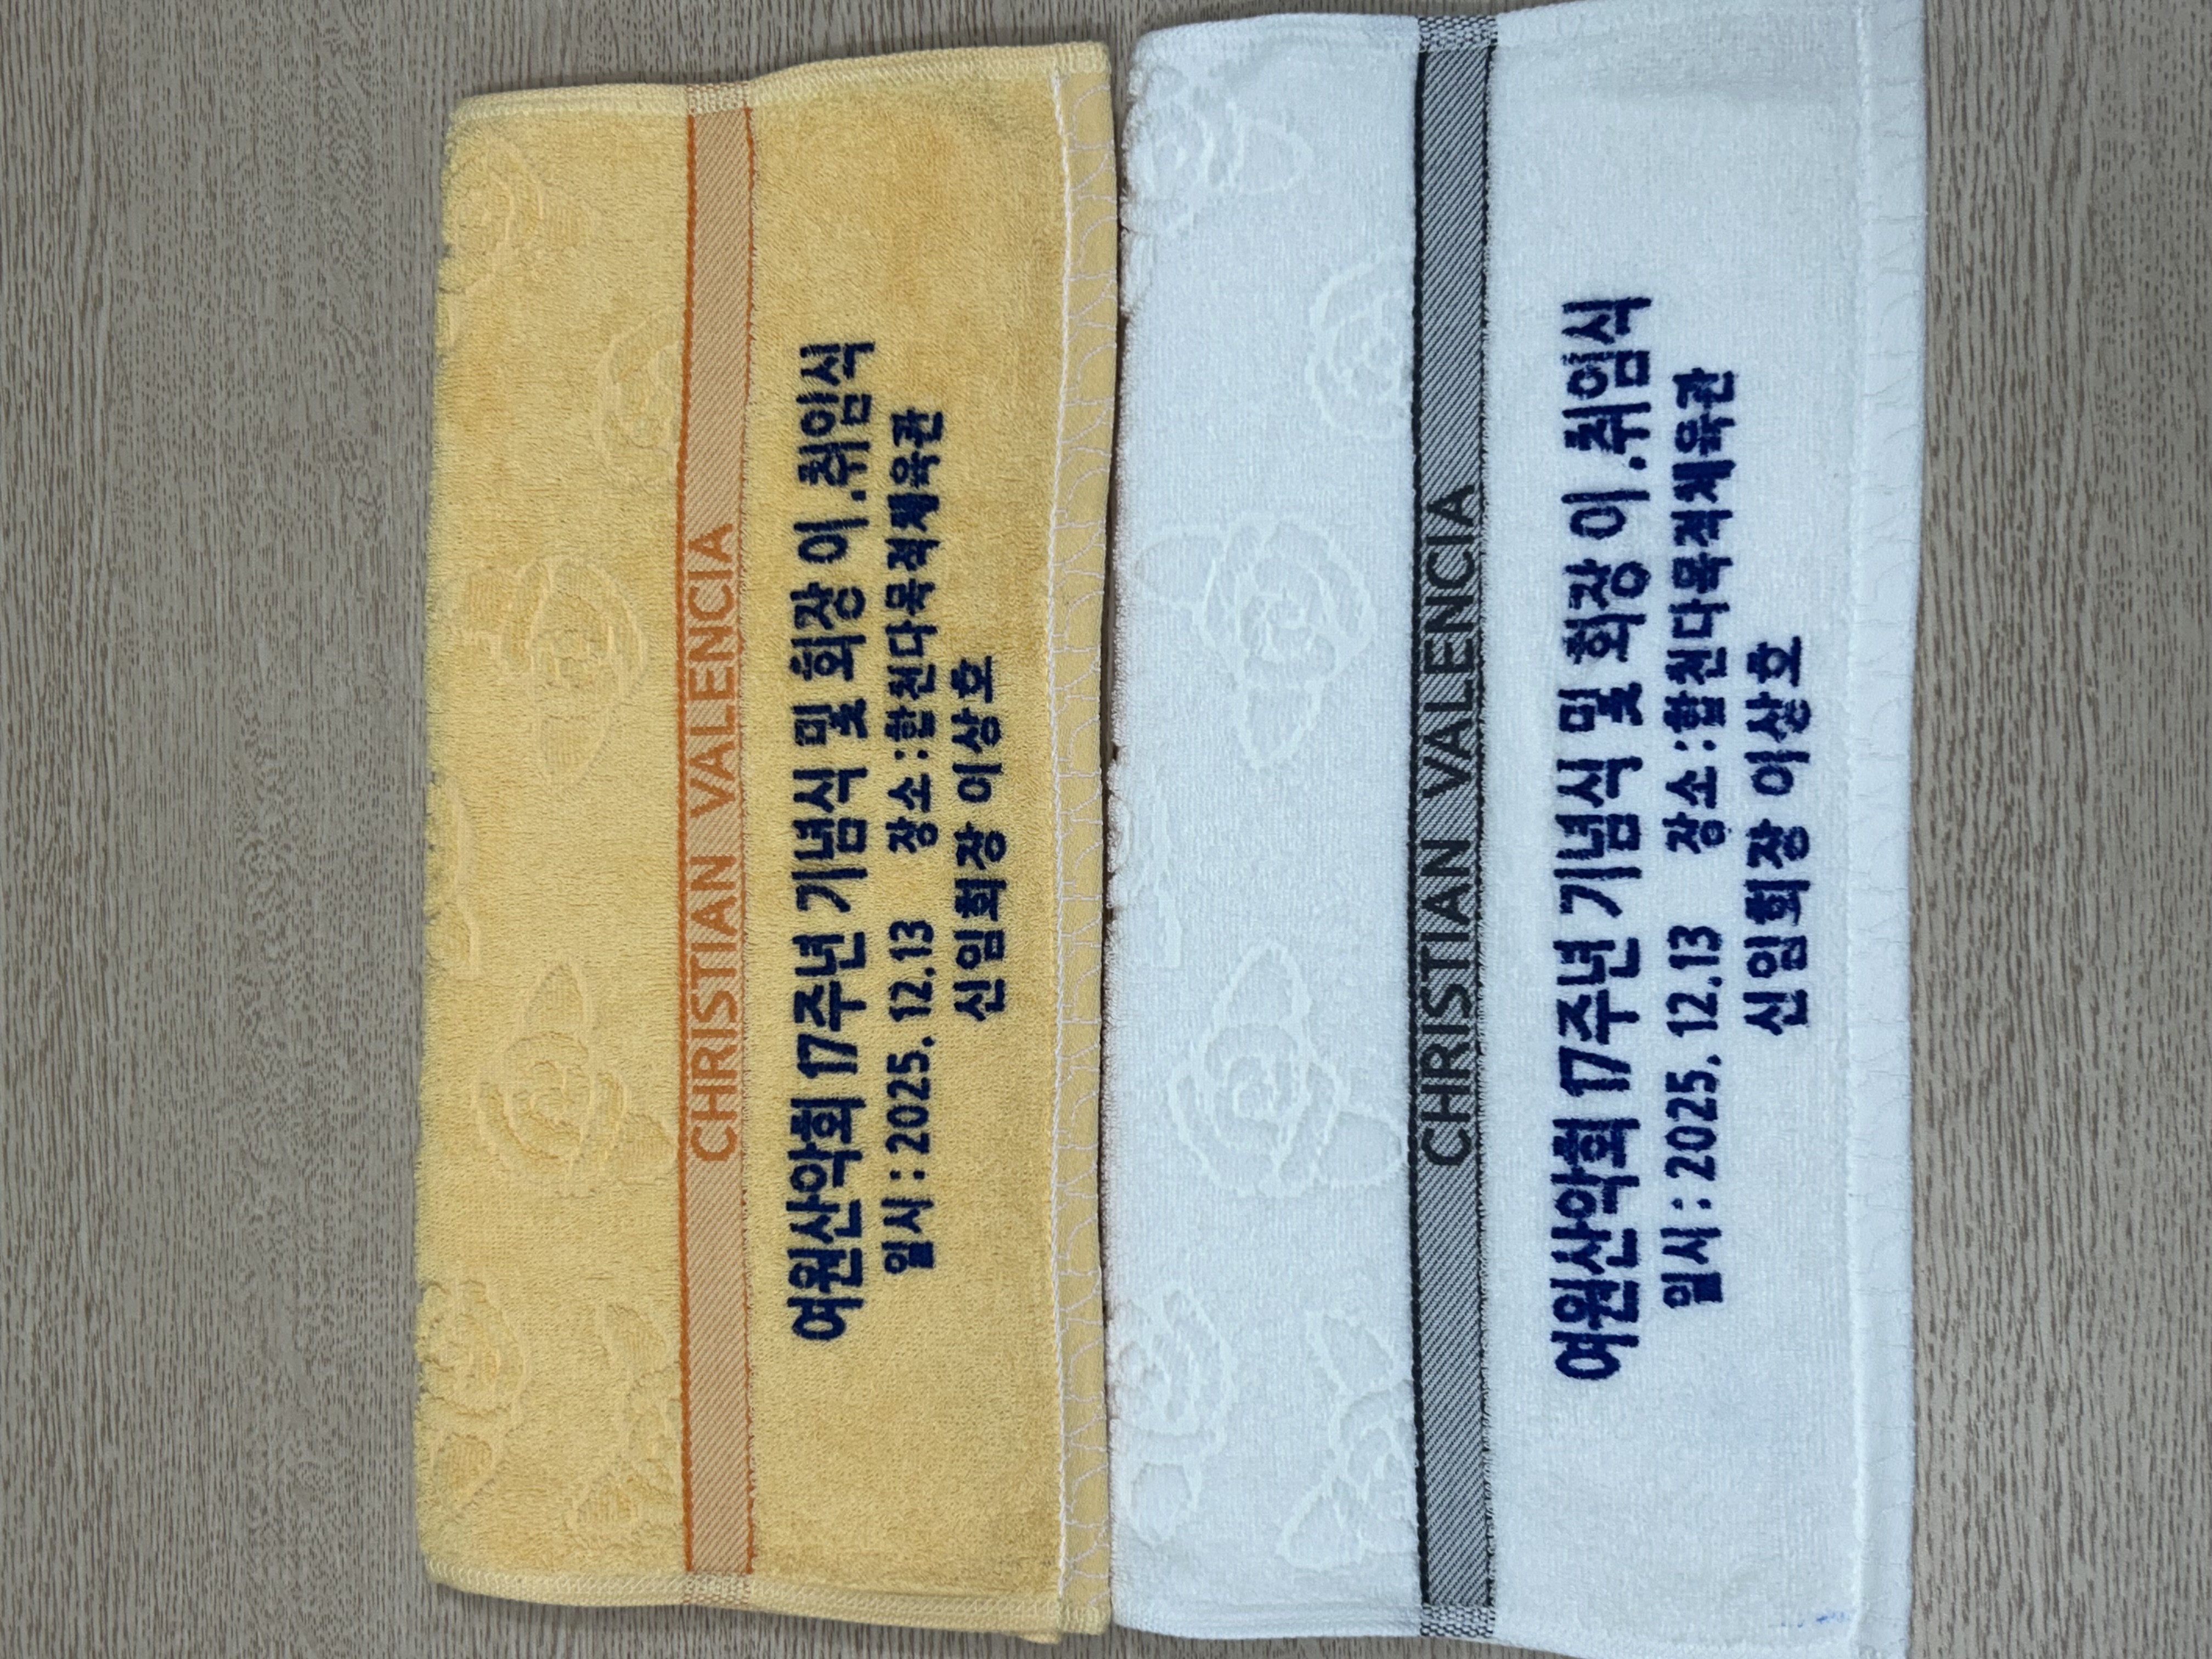 CHRISTIAN VALENCIA
여원산악회 17주년 기념식 및 회장 이.취임식
일시 : 2025. 12.13 장소 : 합천다목적체육관
신임회장 이상호
CHRISTIAN VALENCIA
여원산악회 17주년 기념식 및 회장 이.취임식
일시 : 2025. 12.13 장소 : 합천다목적체육관
신임회장 이상호